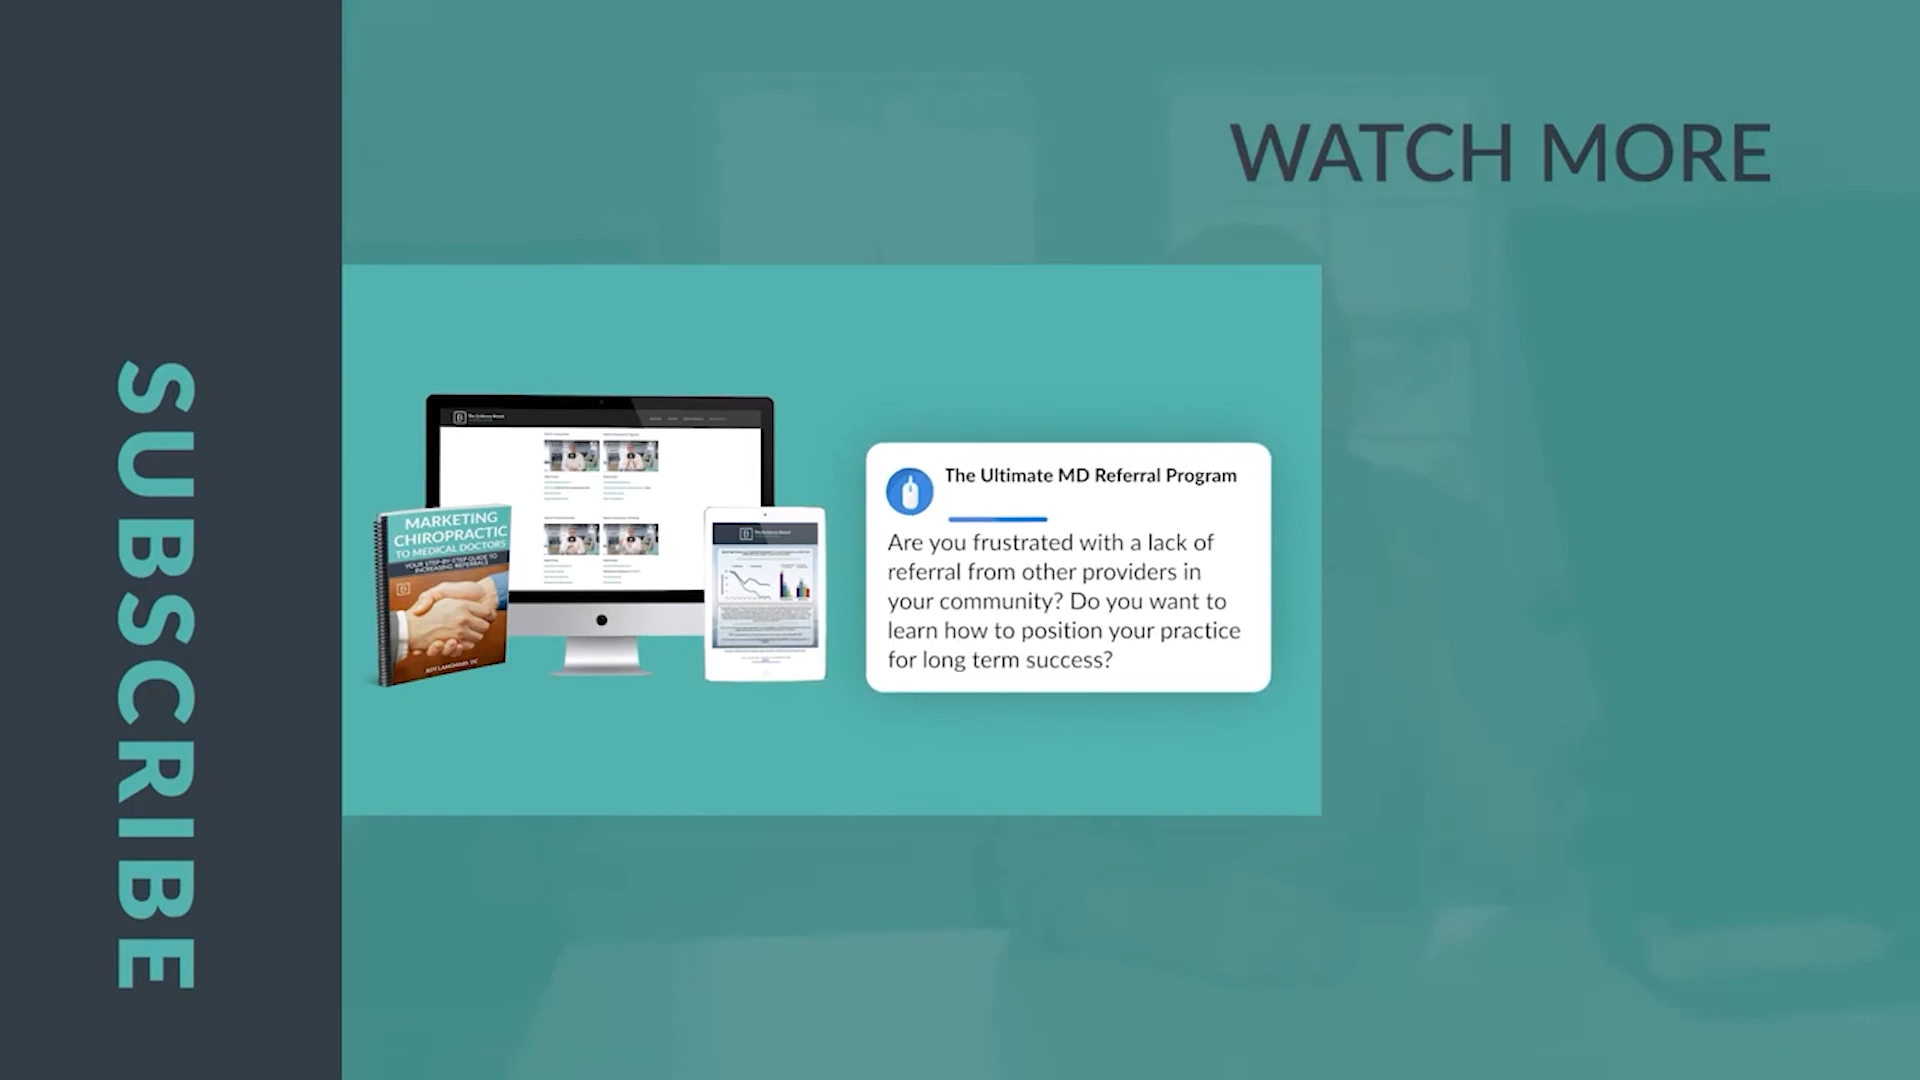 SUBSCRIBE
WATCH MORE
MARKETING
CHIROPRACTIC
TO MEDICAL DOCTORS
YOUR STEP-BY-STEP GUIDE TO
INCREASING REFERRALS
The Ultimate MD Referral Program
Are you frustrated with a lack of
referral from other providers in
your community? Do you want to
learn how to position your practice
for long term success?